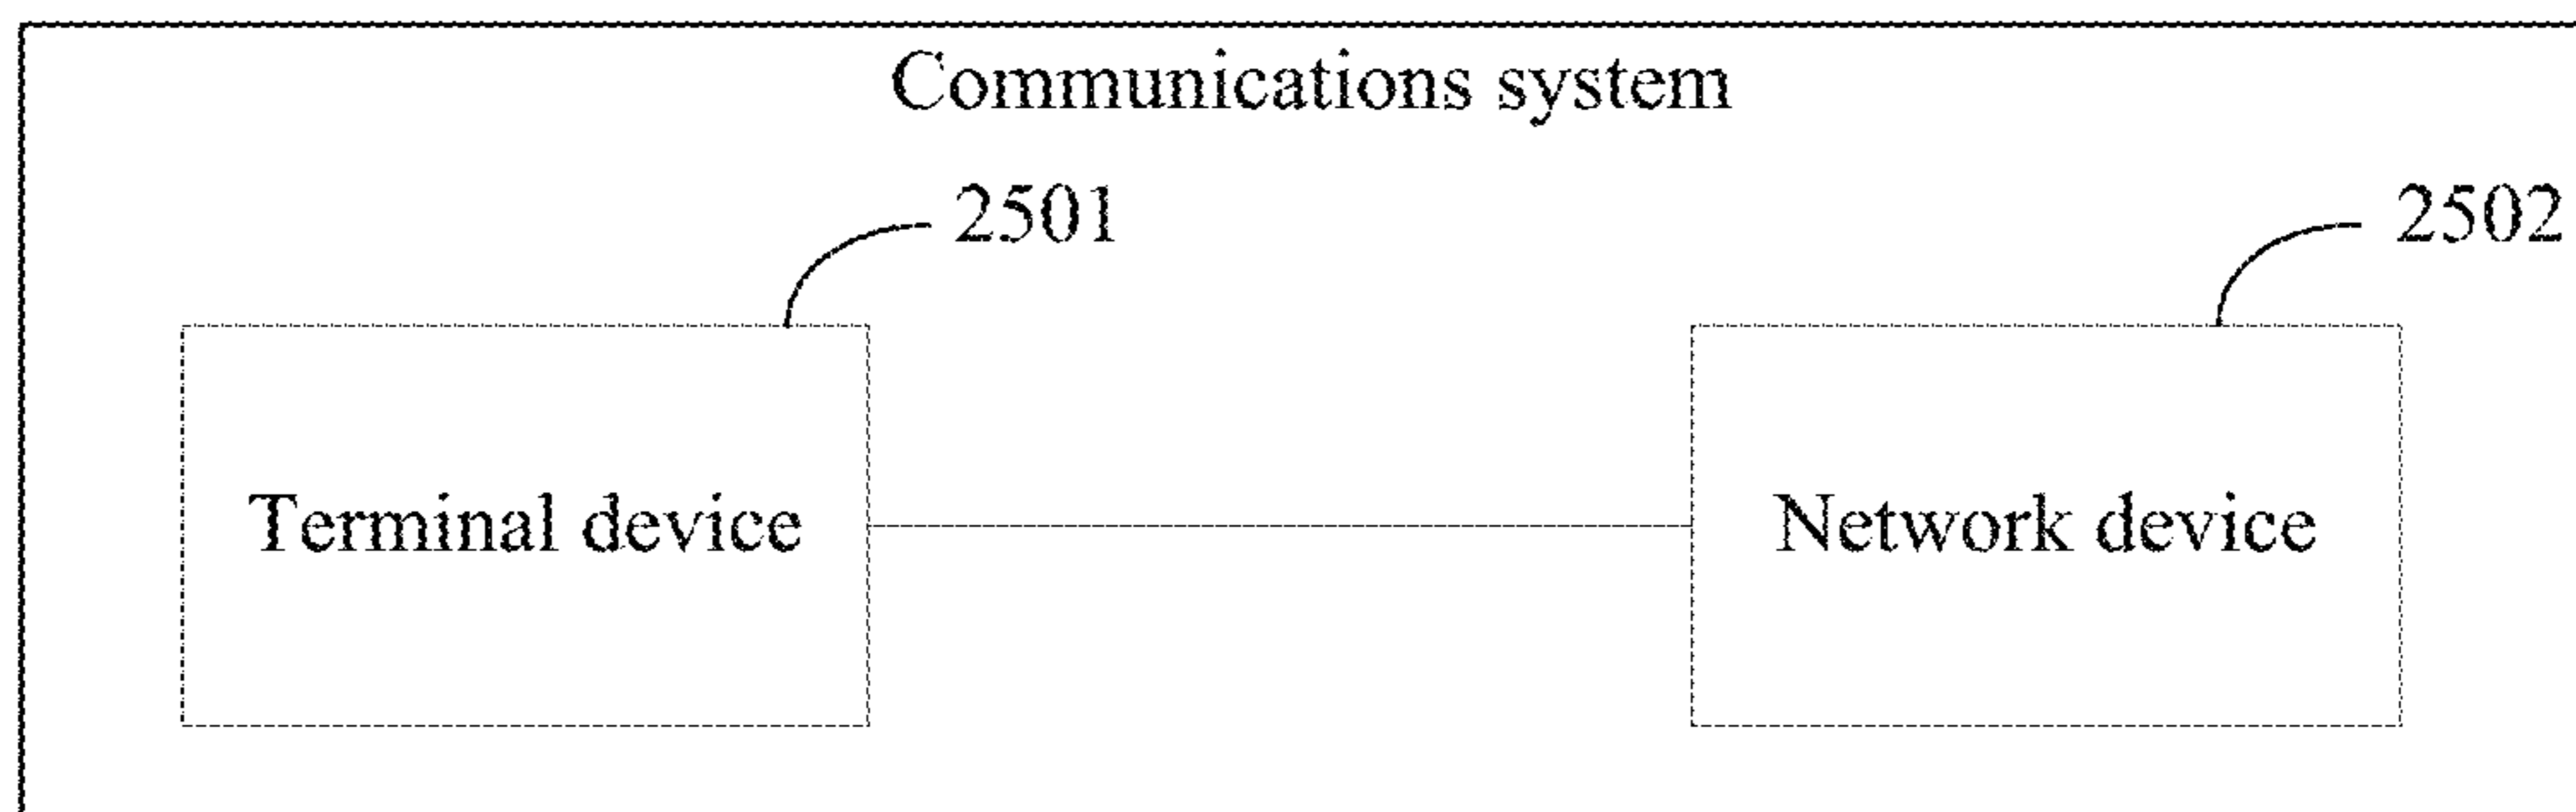 Communications system
2501
2502
Terminal device
Network device